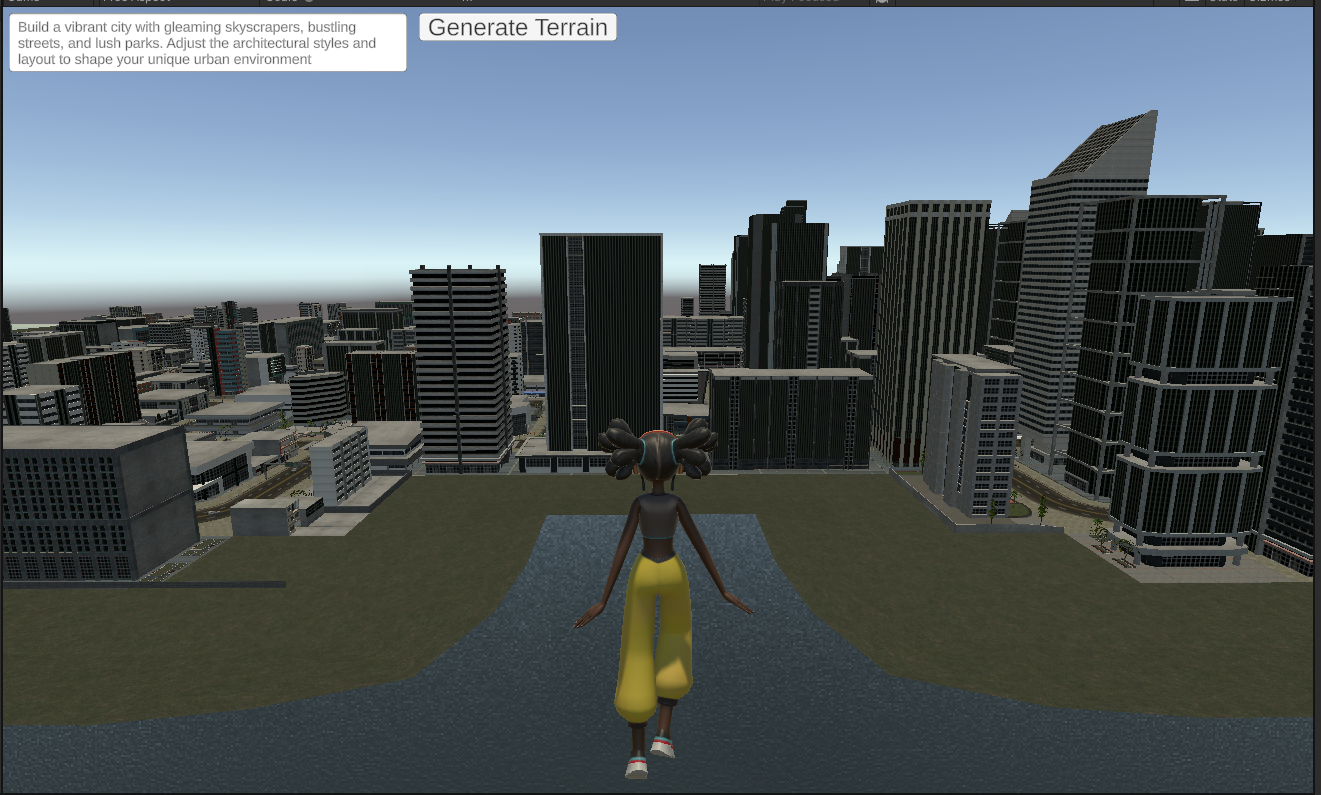 Build a vibrant city with gleaming skyscrapers, bustling
streets, and lush parks. Adjust the architectural styles and
layout to shape your unique urban environment
Generate Terrain